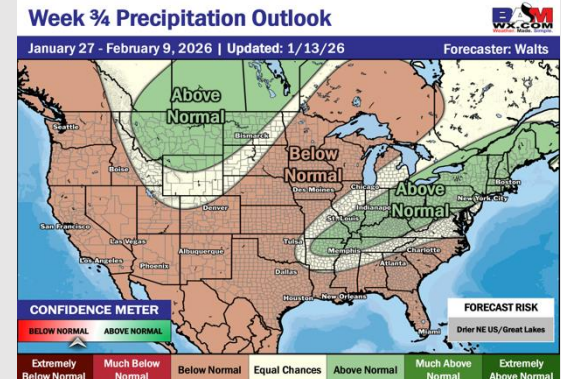 Week ¾ Precipitation Outlook
BAM
WX.COM
Weather. Made. Simple.
January 27 - February 9, 2026 | Updated: 1/13/26
Forecaster: Walts
Above
Normal
Seattle
Bismarck
Below
Normal
Boise
Des Moines
Chicago
Above
Normal
Boston
New York City
Denver
Indianapo
St. Louis
San Francisco
Las Vegas
Tulsa
Memphis
Charlotte
Los Angeles
Albuquerque
Phoenix
Atlanta
Dallas
Houston
New Orleans
Miami
CONFIDENCE METER
BELOW NORMAL
ABOVE NORMAL
FORECAST RISK
Drier NE US/Great Lakes
Extremely
Below Normal
Much Below
Normal
Below Normal
Equal Chances
Above Normal
Much Above
Normal
Extremely
Above Normal